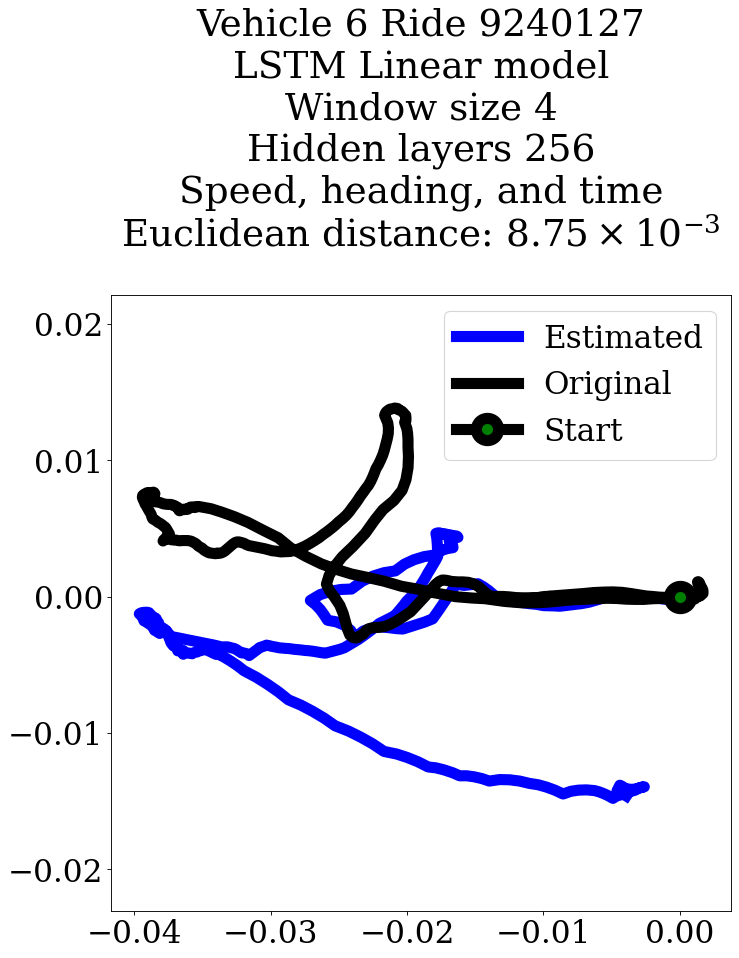 Vehicle 6 Ride 9240127
LSTM Linear model
Window size 4
Hidden layers 256
Speed, heading, and time
Euclidean distance: 8.75 × 10⁻³
Estimated
Original
Start
0.02
0.01
0.00
−0.01
−0.02
−0.04 −0.03 −0.02 −0.01 0.00